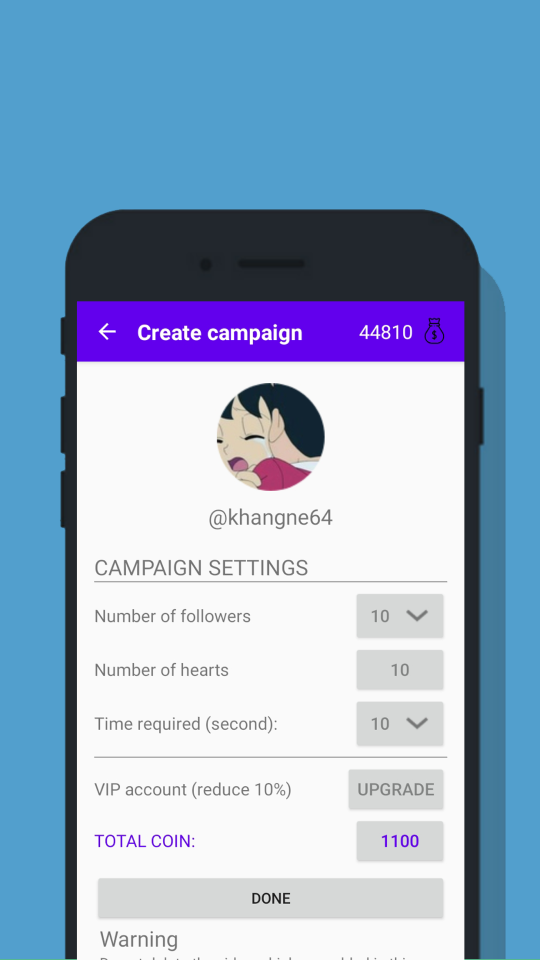 Create campaign 44810
@khangne64
CAMPAIGN SETTINGS
Number of followers 10
Number of hearts 10
Time required (second): 10
VIP account (reduce 10%) UPGRADE
TOTAL COIN: 1100
DONE
Warning